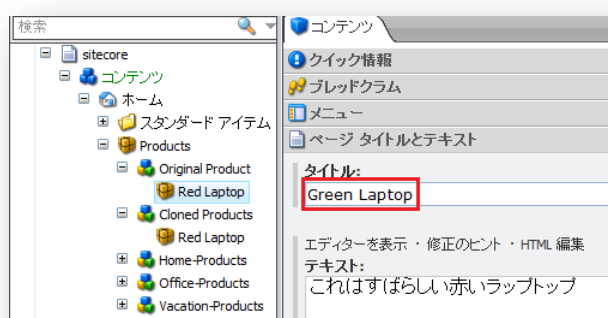 検索
sitecore
コンテンツ
ホーム
スタンダード アイテム
Products
Original Product
Red Laptop
Cloned Products
Red Laptop
Home-Products
Office-Products
Vacation-Products
コンテンツ
クイック情報
ブレッドクラム
メニュー
ページ タイトルとテキスト
タイトル:
Green Laptop
エディターを表示 ・ 修正のヒント ・ HTML 編集
テキスト:
これはすばらしい赤いラップトップ